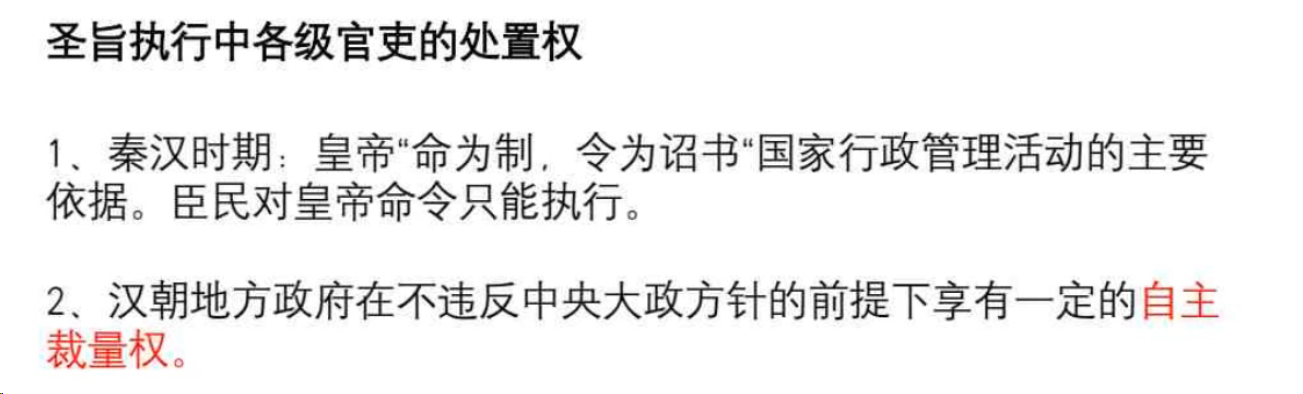 圣旨执行中各级官吏的处置权
1、秦汉时期：皇帝“命为制，令为诏书“国家行政管理活动的主要
依据。臣民对皇帝命令只能执行。
2、汉朝地方政府在不违反中央大政方针的前提下享有一定的自主
裁量权。